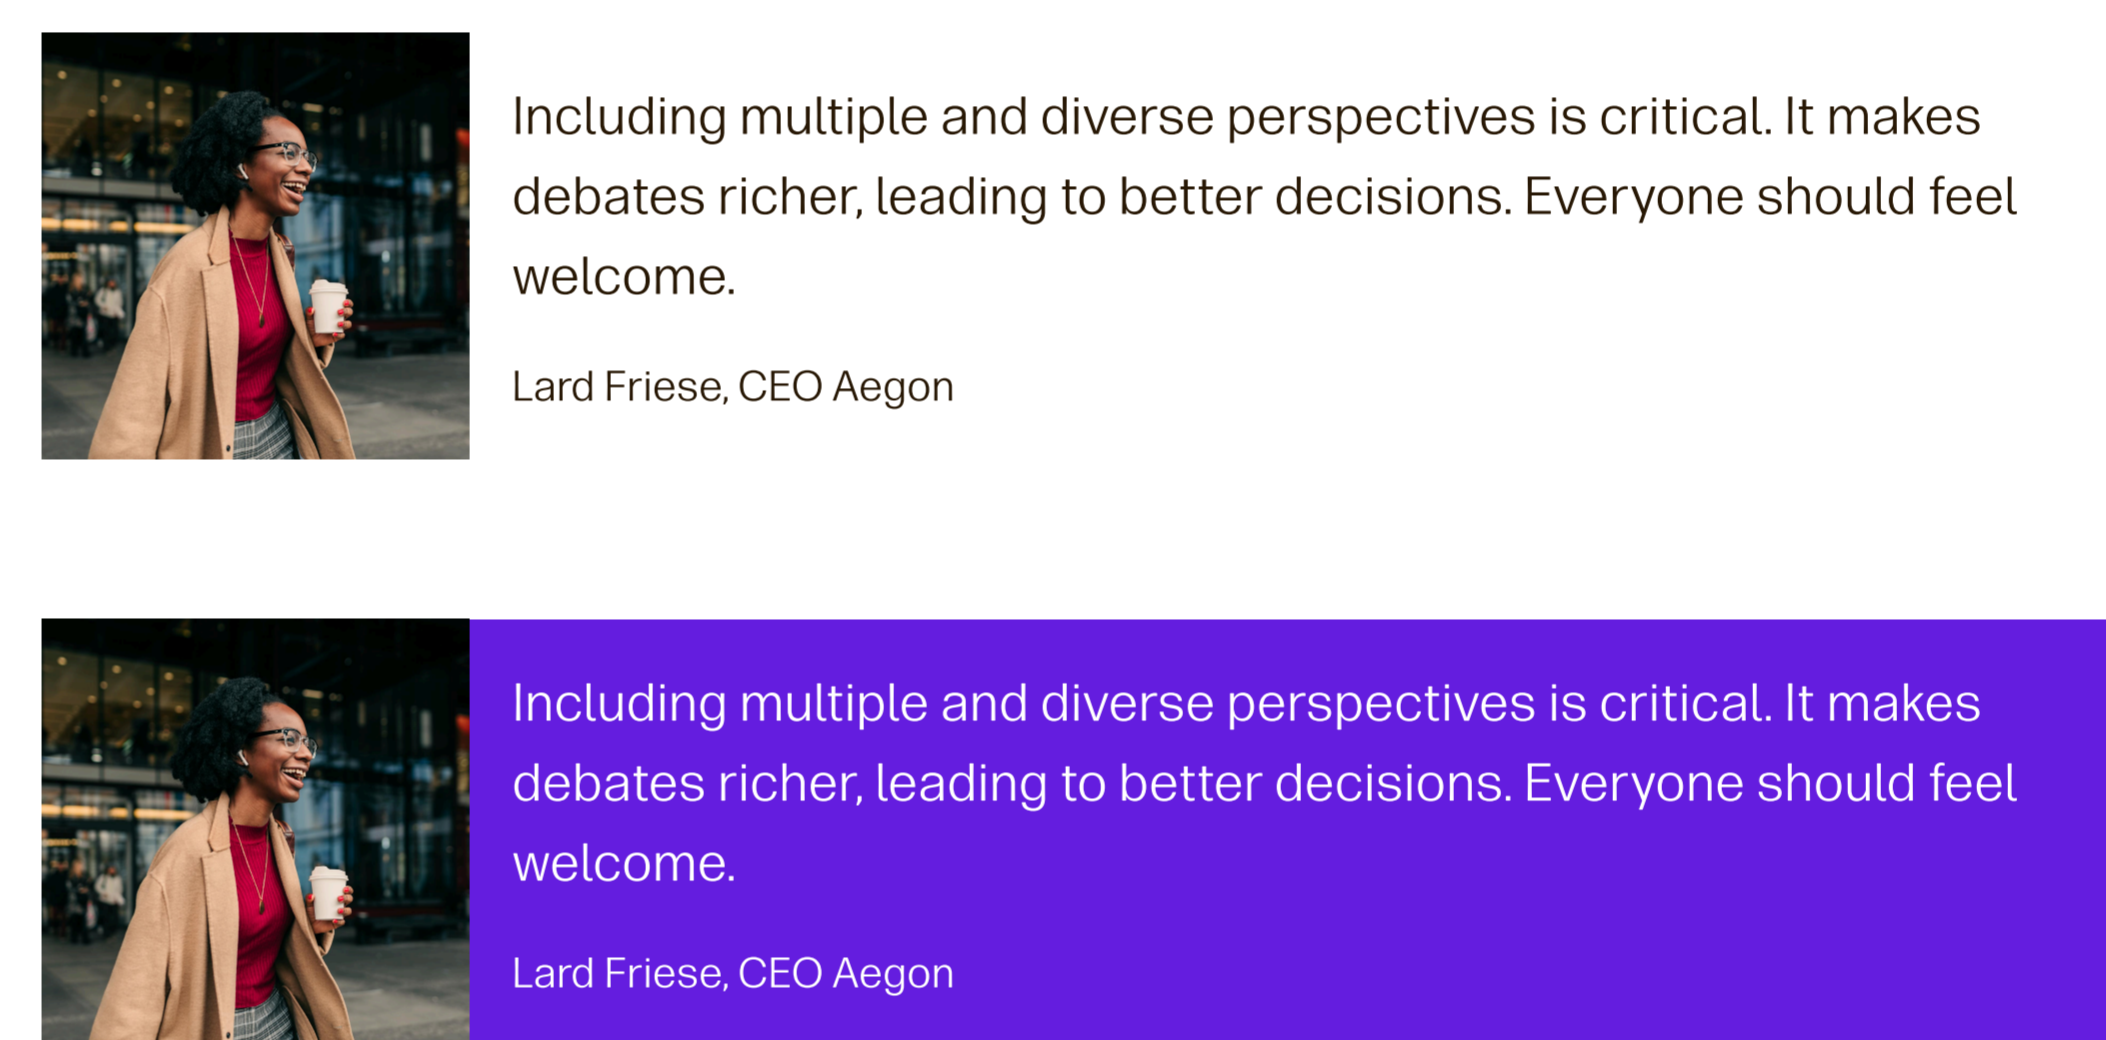 Including multiple and diverse perspectives is critical. It makes
debates richer, leading to better decisions. Everyone should feel
welcome.
Lard Friese, CEO Aegon
Including multiple and diverse perspectives is critical. It makes
debates richer, leading to better decisions. Everyone should feel
welcome.
Lard Friese, CEO Aegon